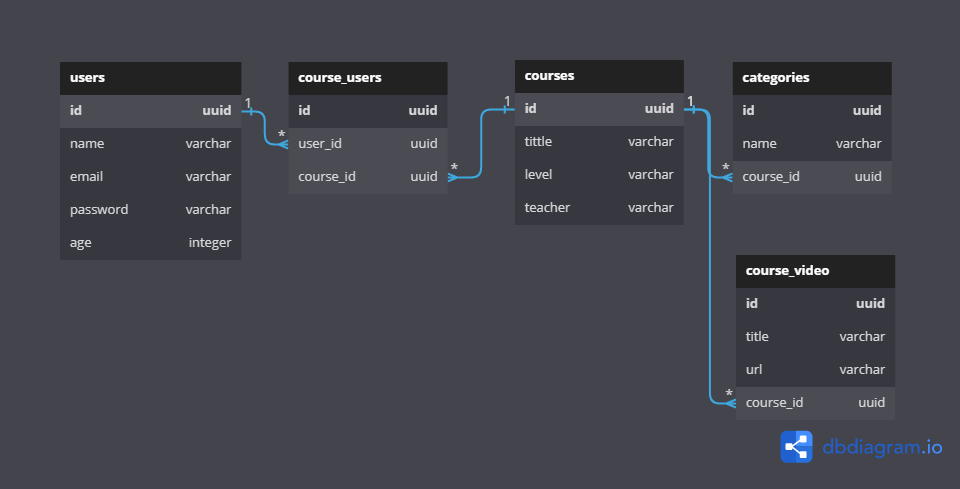 users
id uuid
name varchar
email varchar
password varchar
age integer
1
*
course_users
id uuid
user_id uuid
course_id uuid
*
1
courses
id uuid
tittle varchar
level varchar
teacher varchar
1
*
categories
id uuid
name varchar
course_id uuid
*
course_video
id uuid
title varchar
url varchar
course_id uuid
dbdiagram.io